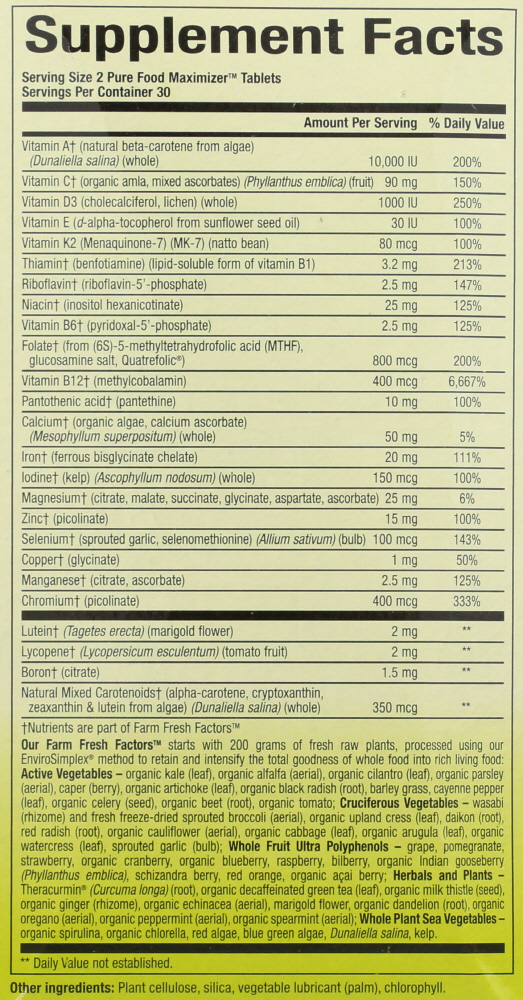 Supplement Facts
Serving Size 2 Pure Food Maximizer™ Tablets
Servings Per Container 30
Amount Per Serving % Daily Value
Vitamin A† (natural beta-carotene from algae)
(Dunaliella salina) (whole) 10,000 IU 200%
Vitamin C† (organic amla, mixed ascorbates) (Phyllanthus emblica) (fruit) 90 mg 150%
Vitamin D3 (cholecalciferol, lichen) (whole) 1000 IU 250%
Vitamin E (d-alpha-tocopherol from sunflower seed oil) 30 IU 100%
Vitamin K2 (Menaquinone-7) (MK-7) (natto bean) 80 mcg 100%
Thiamin† (benfotiamine) (lipid-soluble form of vitamin B1) 3.2 mg 213%
Riboflavin† (riboflavin-5'-phosphate) 2.5 mg 147%
Niacin† (inositol hexanicotinate) 25 mg 125%
Vitamin B6† (pyridoxal-5'-phosphate) 2.5 mg 125%
Folate† (from (6S)-5-methyltetrahydrofolic acid (MTHF),
glucosamine salt, Quatrefolic®) 800 mcg 200%
Vitamin B12† (methylcobalamin) 400 mcg 6,667%
Pantothenic acid† (pantethine) 10 mg 100%
Calcium† (organic algae, calcium ascorbate)
(Mesophyllum superpositum) (whole) 50 mg 5%
Iron† (ferrous bisglycinate chelate) 20 mg 111%
Iodine† (kelp) (Ascophyllum nodosum) (whole) 150 mcg 100%
Magnesium† (citrate, malate, succinate, glycinate, aspartate, ascorbate) 25 mg 6%
Zinc† (picolinate) 15 mg 100%
Selenium† (sprouted garlic, selenomethionine) (Allium sativum) (bulb) 100 mcg 143%
Copper† (glycinate) 1 mg 50%
Manganese† (citrate, ascorbate) 2.5 mg 125%
Chromium† (picolinate) 400 mcg 333%
Lutein† (Tagetes erecta) (marigold flower) 2 mg **
Lycopene† (Lycopersicum esculentum) (tomato fruit) 2 mg **
Boron† (citrate) 1.5 mg **
Natural Mixed Carotenoids† (alpha-carotene, cryptoxanthin,
zeaxanthin & lutein from algae) (Dunaliella salina) (whole) 350 mcg **
†Nutrients are part of Farm Fresh Factors™
Our Farm Fresh Factors™ starts with 200 grams of fresh raw plants, processed using our
EnviroSimplex® method to retain and intensify the total goodness of whole food into rich living food:
Active Vegetables – organic kale (leaf), organic alfalfa (aerial), organic cilantro (leaf), organic parsley
(aerial), caper (berry), organic artichoke (leaf), organic black radish (root), barley grass, cayenne pepper
(leaf), organic celery (seed), organic beet (root), organic tomato; Cruciferous Vegetables – wasabi
(rhizome) and fresh freeze-dried sprouted broccoli (aerial), organic upland cress (leaf), daikon (root),
red radish (root), organic cauliflower (aerial), organic cabbage (leaf), organic arugula (leaf), organic
watercress (leaf), sprouted garlic (bulb); Whole Fruit Ultra Polyphenols – grape, pomegranate,
strawberry, organic cranberry, organic blueberry, raspberry, bilberry, organic Indian gooseberry
(Phyllanthus emblica), schizandra berry, red orange, organic açai berry; Herbals and Plants –
Theracurmin® (Curcuma longa) (root), organic decaffeinated green tea (leaf), organic milk thistle (seed),
organic ginger (rhizome), organic echinacea (aerial), marigold flower, organic dandelion (root), organic
oregano (aerial), organic peppermint (aerial), organic spearmint (aerial); Whole Plant Sea Vegetables –
organic spirulina, organic chlorella, red algae, blue green algae, Dunaliella salina, kelp.
** Daily Value not established.
Other ingredients: Plant cellulose, silica, vegetable lubricant (palm), chlorophyll.